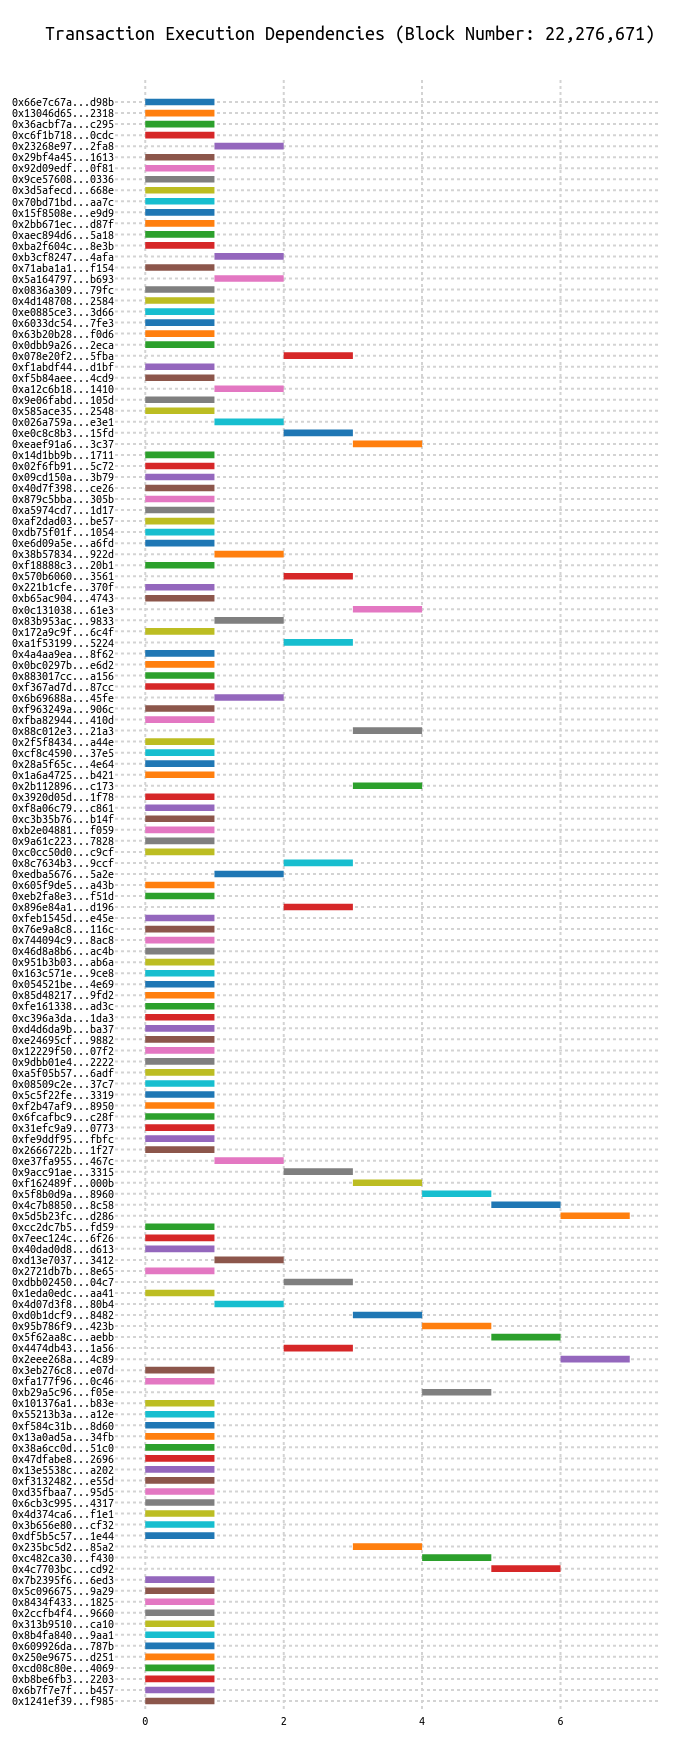 Transaction Execution Dependencies (Block Number: 22,276,671)
0x66e7c67a...d98b
0x13046d65...2318
0x36acbf7a...c295
0xc6f1b718...0cdc
0x23268e97...2fa8
0x29bf4a45...1613
0x92d09edf...0f81
0x9ce57608...0336
0x3d5afecd...668e
0x70bd71bd...aa7c
0x15f8508e...e9d9
0x2bb671ec...d87f
0xaec894d6...5a18
0xba2f604c...8e3b
0xb3cf8247...4afa
0x71aba1a1...f154
0x5a164797...b693
0x0836a309...79fc
0x4d148708...2584
0xe0885ce3...3d66
0x6033dc54...7fe3
0x63b20b28...f0d6
0x0dbb9a26...2eca
0x078e20f2...5fba
0xf1abdf44...d1bf
0xf5b84aee...4cd9
0xa12c6b18...1410
0x9e06fabd...105d
0x585ace35...2548
0x026a759a...e3e1
0xe0c8c8b3...15fd
0xeaef91a6...3c37
0x14d1bb9b...1711
0x02f6fb91...5c72
0x09cd150a...3b79
0x40d7f398...ce26
0x879c5bba...305b
0xa5974cd7...1d17
0xaf2dad03...be57
0xdb75f01f...1054
0xe6d09a5e...a6fd
0x38b57834...922d
0xf18888c3...20b1
0x570b6060...3561
0x221b1cfe...370f
0xb65ac904...4743
0x0c131038...61e3
0x83b953ac...9833
0x172a9c9f...6c4f
0xa1f53199...5224
0x4a4aa9ea...8f62
0x0bc0297b...e6d2
0x883017cc...a156
0xf367ad7d...87cc
0x6b69688a...45fe
0xf963249a...906c
0xfba82944...410d
0x88c012e3...21a3
0x2f5f8434...a44e
0xcf8c4590...37e5
0x28a5f65c...4e64
0x1a6a4725...b421
0x2b112896...c173
0x3920d05d...1f78
0xf8a06c79...c861
0xc3b35b76...b14f
0xb2e04881...f059
0x9a61c223...7828
0xc0cc50d0...c9cf
0x8c7634b3...9ccf
0xedba5676...5a2e
0x605f9de5...a43b
0xeb2fa8e3...f51d
0x896e84a1...d196
0xfeb1545d...e45e
0x76e9a8c8...116c
0x744094c9...8ac8
0x46d8a8b6...ac4b
0x951b3b03...ab6a
0x163c571e...9ce8
0x054521be...4e69
0x85d48217...9fd2
0xfe161338...ad3c
0xc396a3da...1da3
0xd4d6da9b...ba37
0xe24695cf...9882
0x12229f50...07f2
0x9dbb01e4...2222
0xa5f05b57...6adf
0x08509c2e...37c7
0x5c5f22fe...3319
0xf2b47af9...8950
0x6fcafbc9...c28f
0x31efc9a9...0773
0xfe9ddf95...fbfc
0x2666722b...1f27
0xe37fa955...467c
0x9acc91ae...3315
0xf162489f...000b
0x5f8b0d9a...8960
0x4c7b8850...8c58
0x5d5b23fc...d286
0xcc2dc7b5...fd59
0x7eec124c...6f26
0x40dad0d8...d613
0xd13e7037...3412
0x2721db7b...8e65
0xdbb02450...04c7
0x1eda0edc...aa41
0x4d07d3f8...80b4
0xd0b1dcf9...8482
0x95b786f9...423b
0x5f62aa8c...aebb
0x4474db43...1a56
0x2eee268a...4c89
0x3eb276c8...e07d
0xfa177f96...0c46
0xb29a5c96...f05e
0x101376a1...b83e
0x55213b3a...a12e
0xf584c31b...8d60
0x13a0ad5a...34fb
0x38a6cc0d...51c0
0x47dfabe8...2696
0x13e5538c...a202
0xf3132482...e55d
0xd35fbaa7...95d5
0x6cb3c995...4317
0x4d374ca6...f1e1
0x3b656e80...cf32
0xdf5b5c57...1e44
0x235bc5d2...85a2
0xc482ca30...f430
0x4c7703bc...cd92
0x7b2395f6...6ed3
0x5c096675...9a29
0x8434f433...1825
0x2ccfb4f4...9660
0x313b9510...ca10
0x8b4fa840...9aa1
0x609926da...787b
0x250e9675...d251
0xcd08c80e...4069
0xb8be6fb3...2203
0x6b7f7e7f...b457
0x1241ef39...f985
0 2 4 6